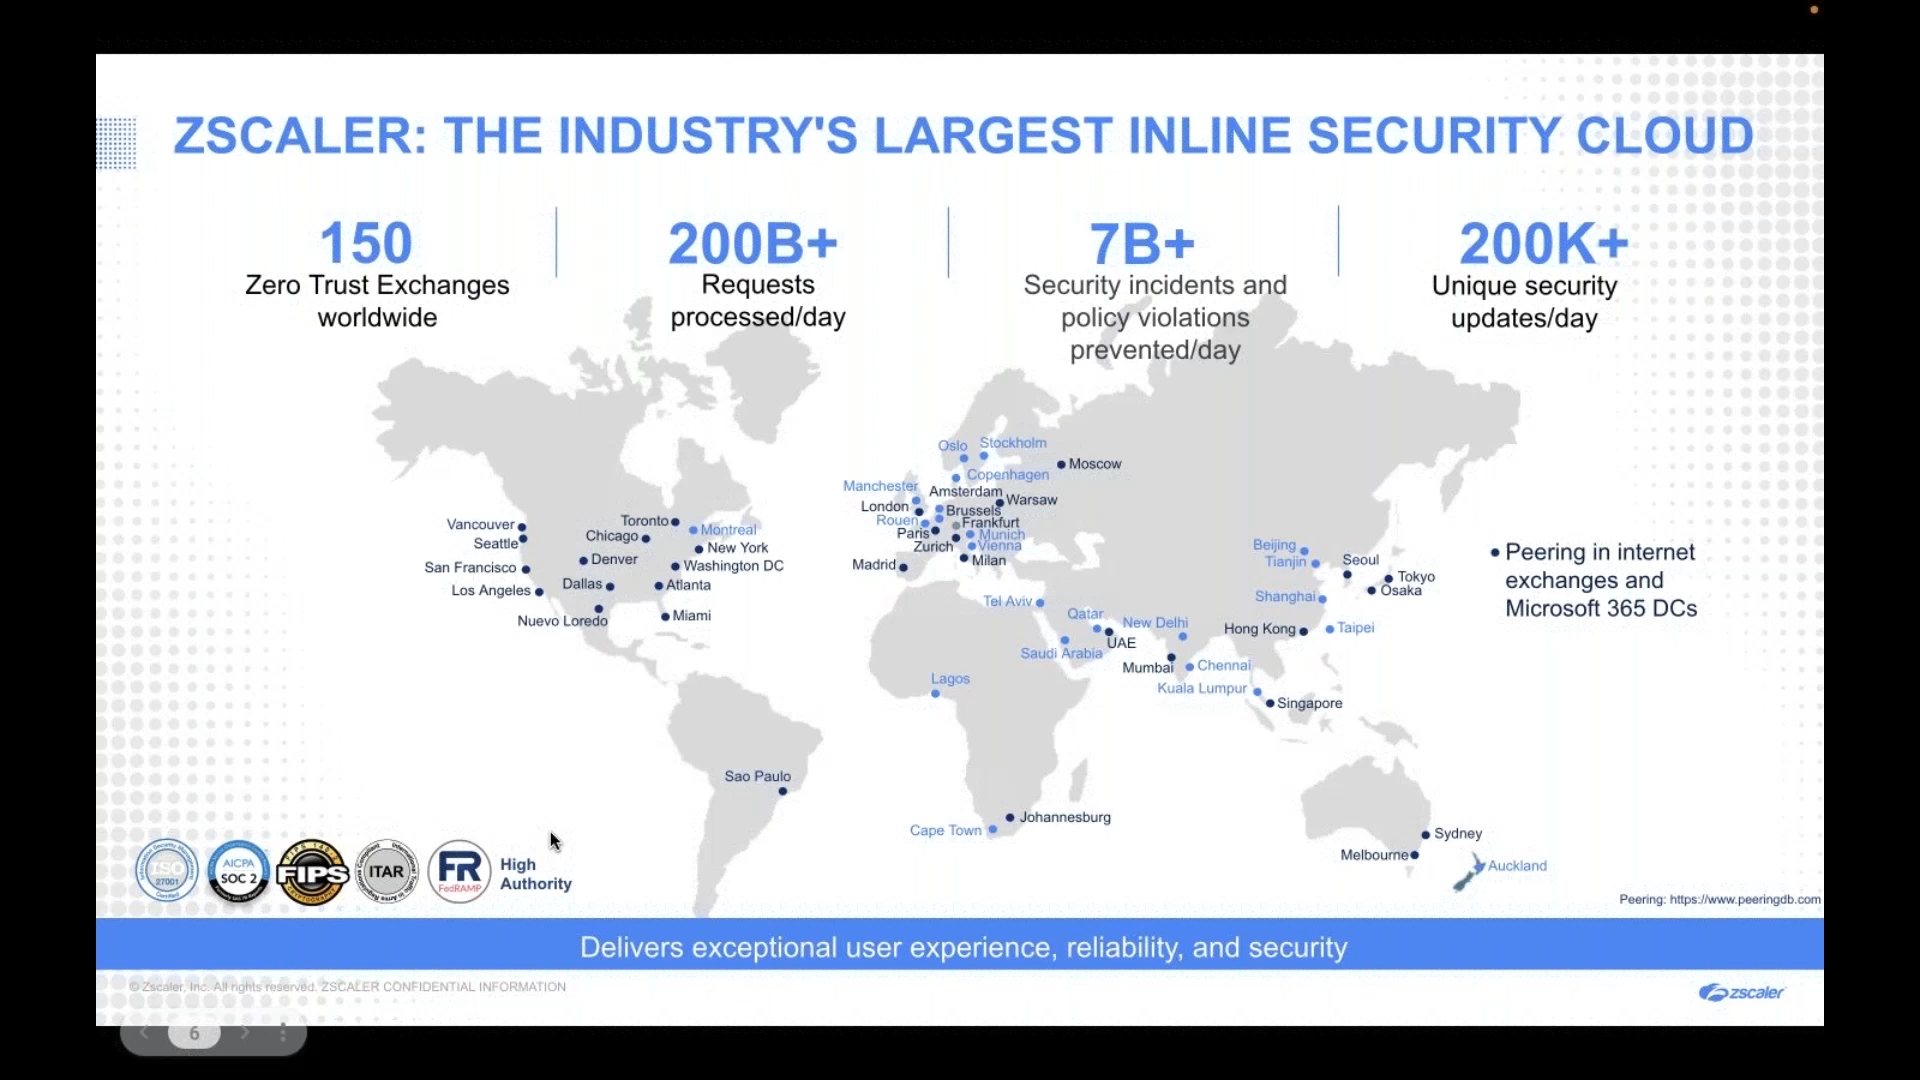 ZSCALER: THE INDUSTRY'S LARGEST INLINE SECURITY CLOUD
150
Zero Trust Exchanges
worldwide
200B+
Requests
processed/day
7B+
Security incidents and
policy violations
prevented/day
200K+
Unique security
updates/day
Vancouver
Seattle
San Francisco
Los Angeles
Denver
Dallas
Nuevo Loredo
Toronto
Chicago
Montreal
New York
Washington DC
Atlanta
Miami
Sao Paulo
Oslo
Stockholm
Moscow
Copenhagen
Manchester
Amsterdam
Warsaw
London
Brussels
Rouen
Frankfurt
Paris
Munich
Zurich
Vienna
Madrid
Milan
Tel Aviv
Qatar
UAE
Saudi Arabia
Lagos
Cape Town
Johannesburg
New Delhi
Mumbai
Chennai
Kuala Lumpur
Singapore
Beijing
Tianjin
Seoul
Tokyo
Osaka
Shanghai
Hong Kong
Taipei
Sydney
Melbourne
Auckland
• Peering in internet
exchanges and
Microsoft 365 DCs
ISO
27001
AICPA
SOC 2
FIPS
ITAR
FR
FedRAMP
High
Authority
Peering: https://www.peeringdb.com
Delivers exceptional user experience, reliability, and security
© Zscaler, Inc. All rights reserved. ZSCALER CONFIDENTIAL INFORMATION
zscaler
6